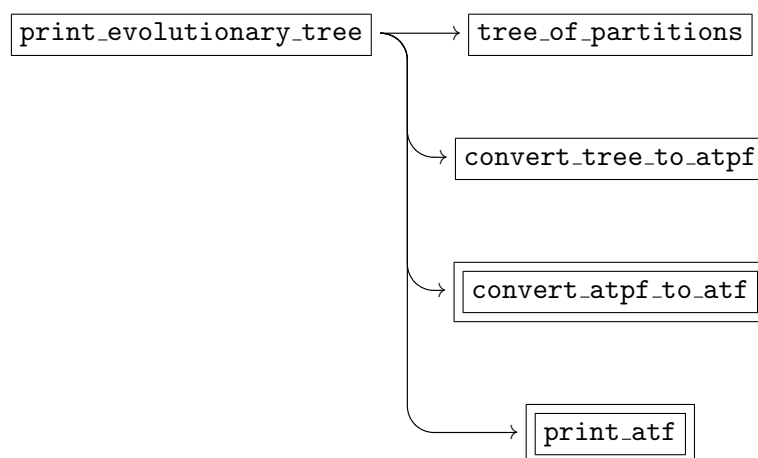 print_evolutionary_tree
tree_of_partitions
convert_tree_to_atpf
convert_atpf_to_atf
print_atf